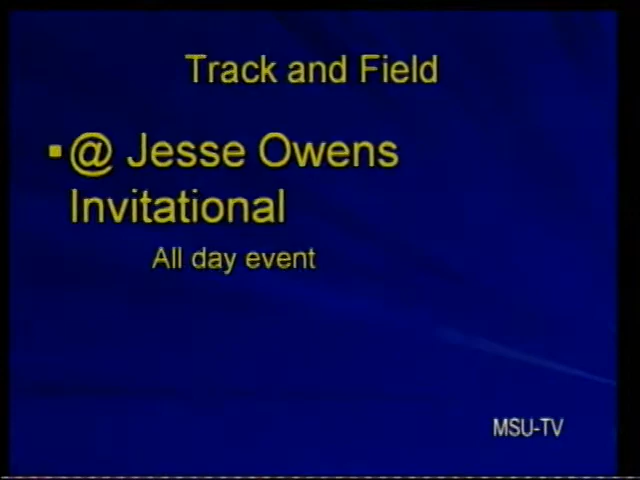 Track and Field
▪@ Jesse Owens
Invitational
All day event
MSU-TV